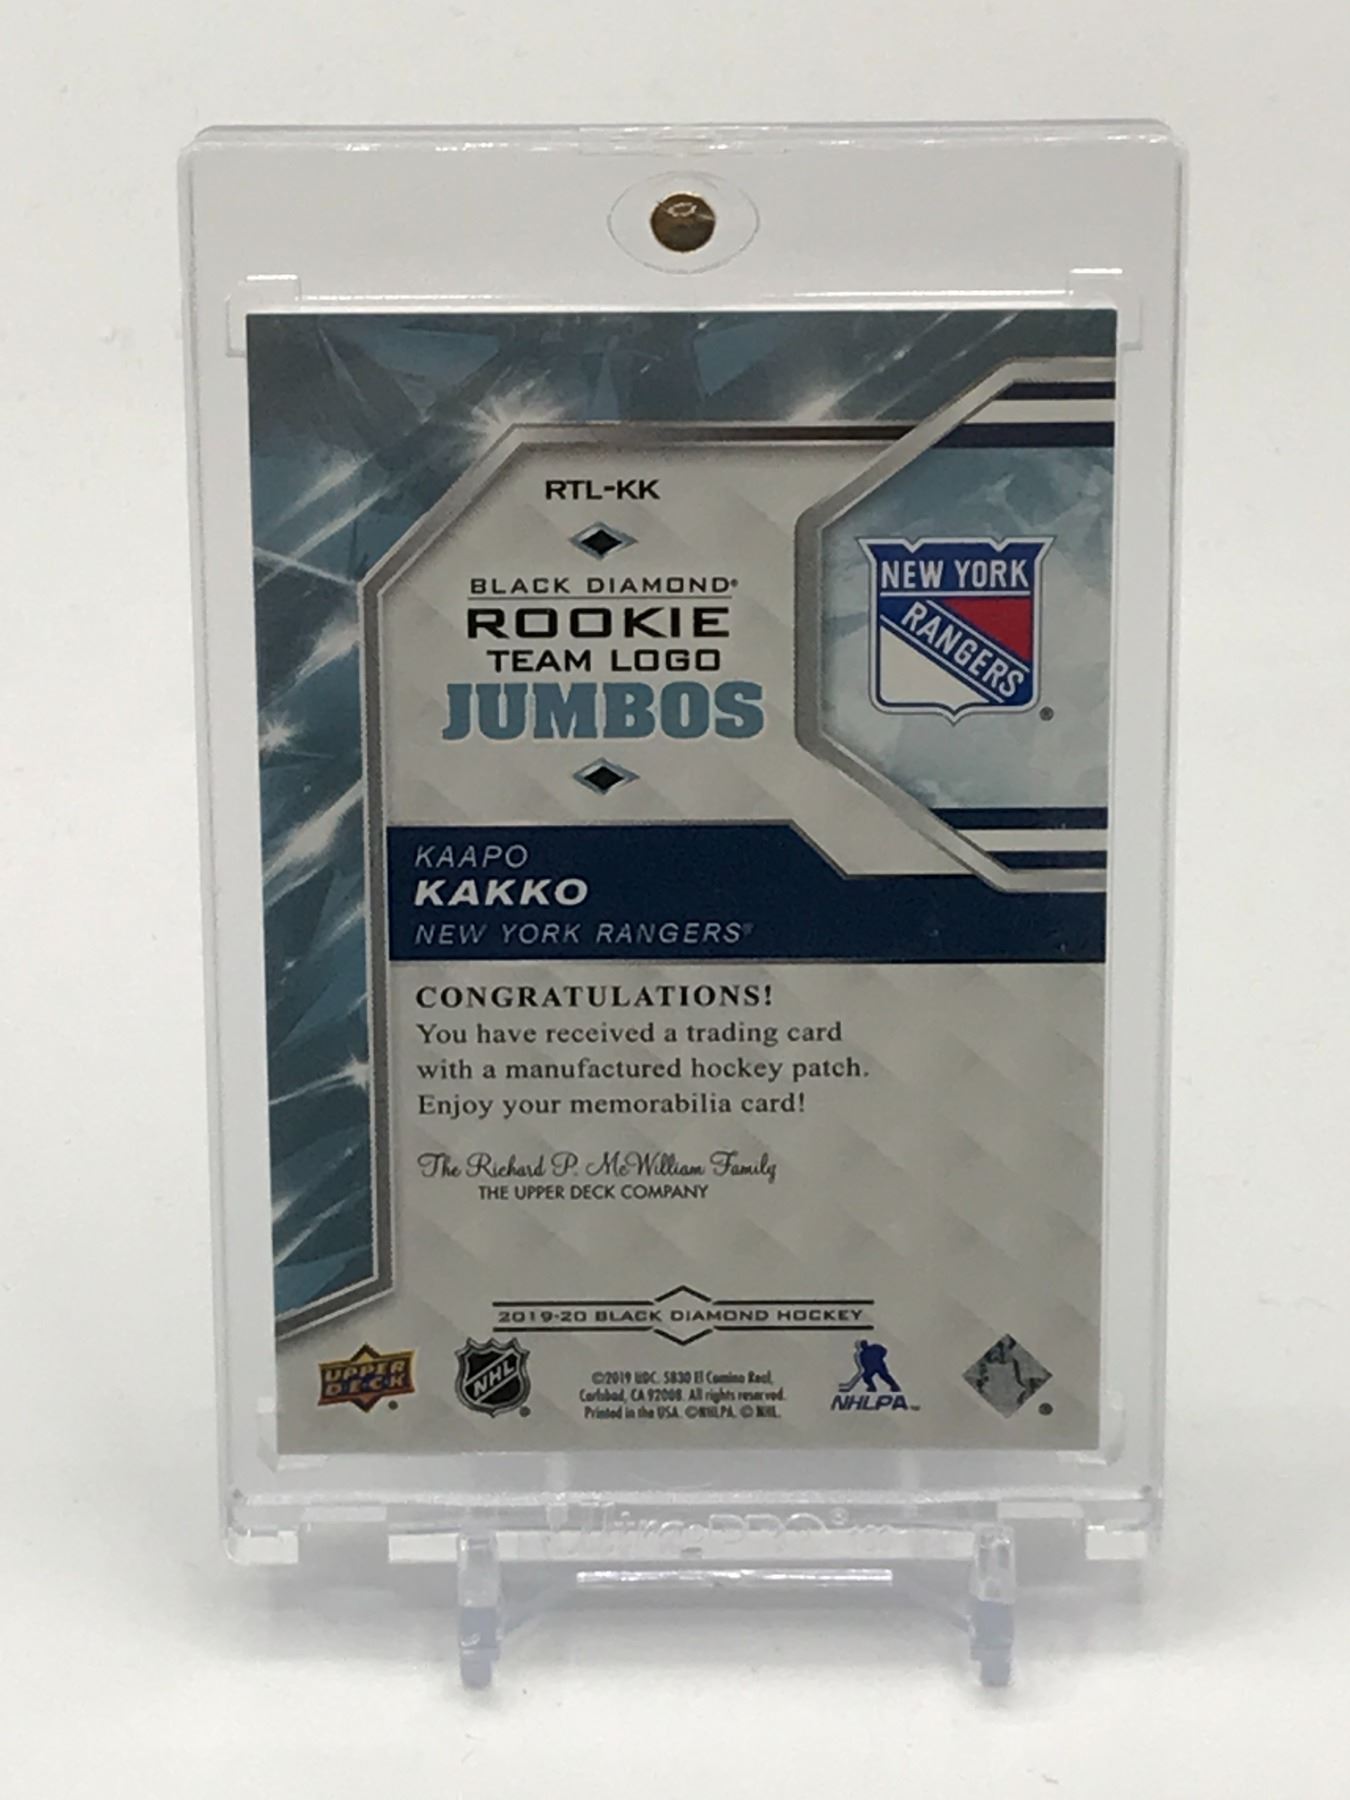 RTL-KK
BLACK DIAMOND®
ROOKIE
TEAM LOGO
JUMBOS
NEW YORK
RANGERS
®
KAAPO
KAKKO
NEW YORK RANGERS®
CONGRATULATIONS!
You have received a trading card
with a manufactured hockey patch.
Enjoy your memorabilia card!
The Richard P. McWilliam Family
THE UPPER DECK COMPANY
2019-20 BLACK DIAMOND HOCKEY
UPPER
DECK
®
NHL
®
©2019 UDC. 5830 El Camino Real,
Carlsbad, CA 92008. All rights reserved.
Printed in the USA. ©NHLPA. © NHL.
NHLPA™
®
UltraPRO®